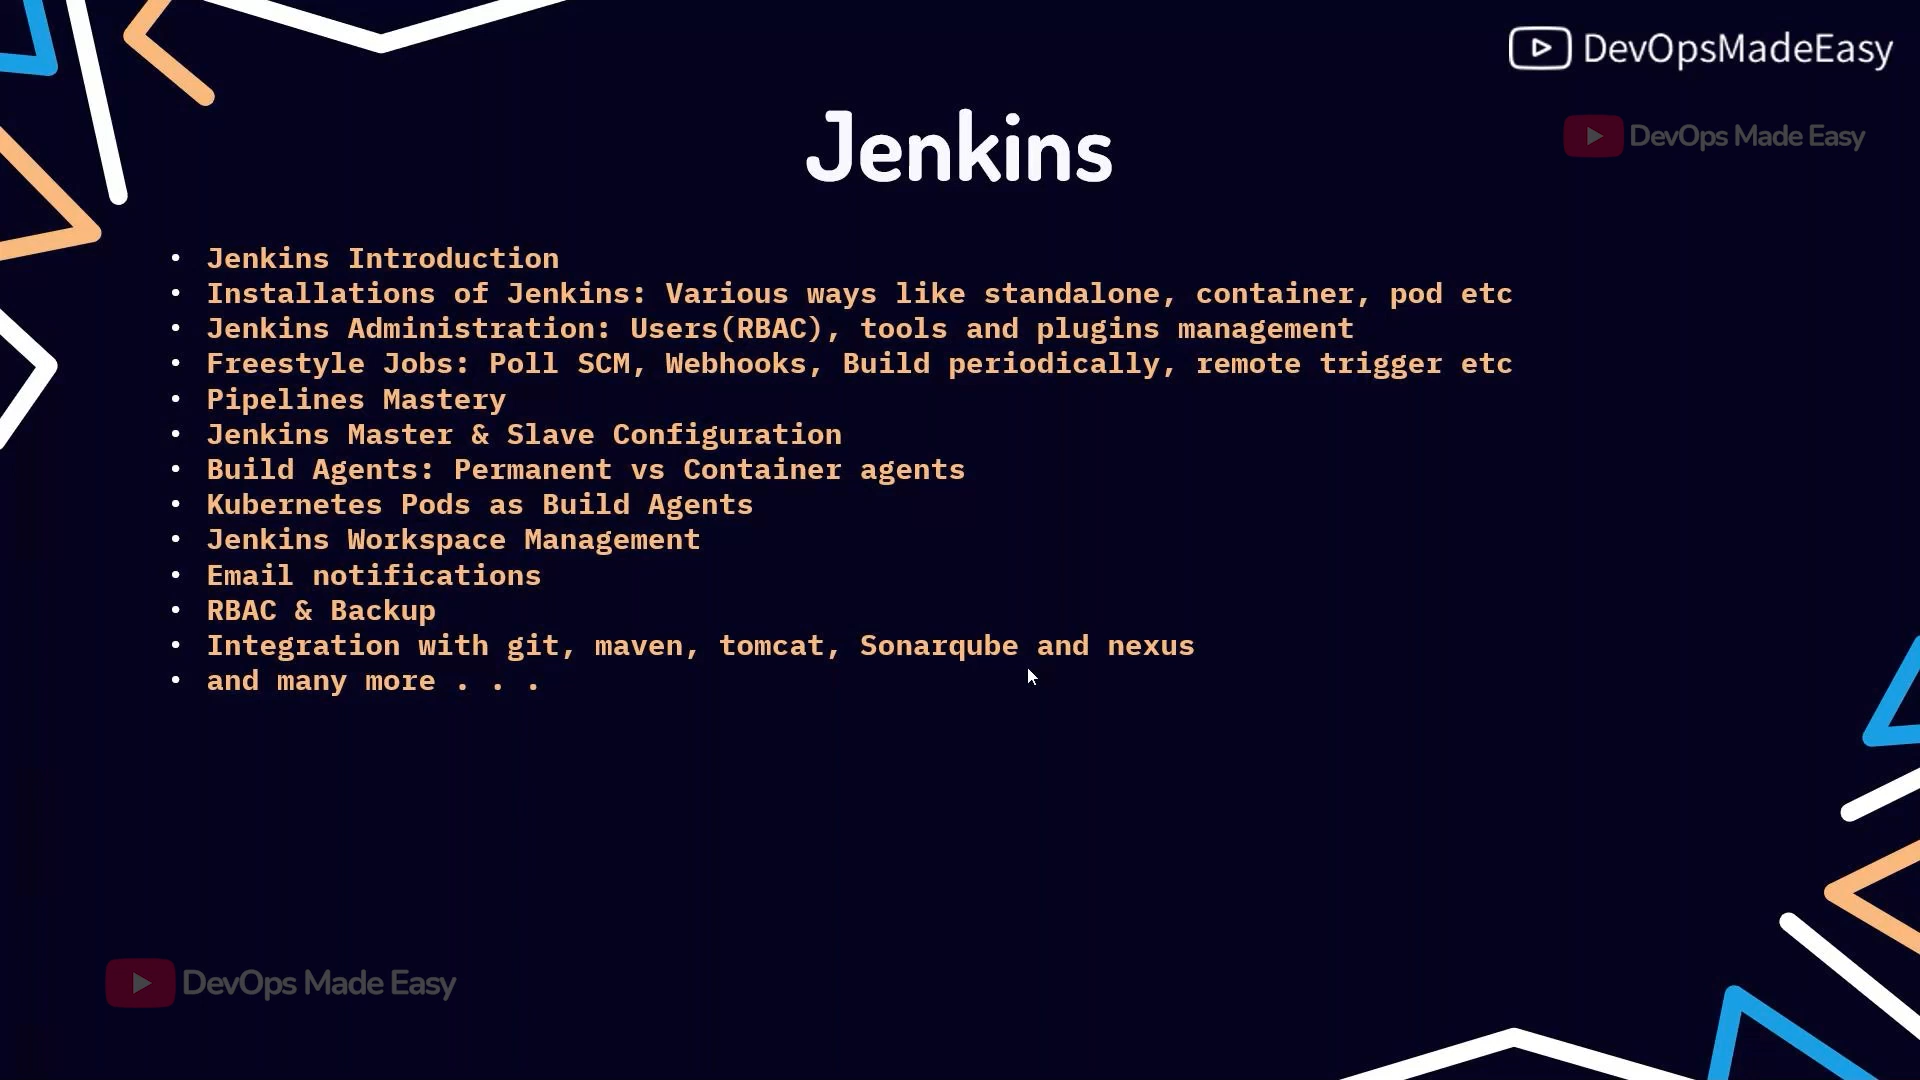 DevOpsMadeEasy
DevOps Made Easy
Jenkins
• Jenkins Introduction
• Installations of Jenkins: Various ways like standalone, container, pod etc
• Jenkins Administration: Users(RBAC), tools and plugins management
• Freestyle Jobs: Poll SCM, Webhooks, Build periodically, remote trigger etc
• Pipelines Mastery
• Jenkins Master & Slave Configuration
• Build Agents: Permanent vs Container agents
• Kubernetes Pods as Build Agents
• Jenkins Workspace Management
• Email notifications
• RBAC & Backup
• Integration with git, maven, tomcat, Sonarqube and nexus
• and many more . . .
DevOps Made Easy